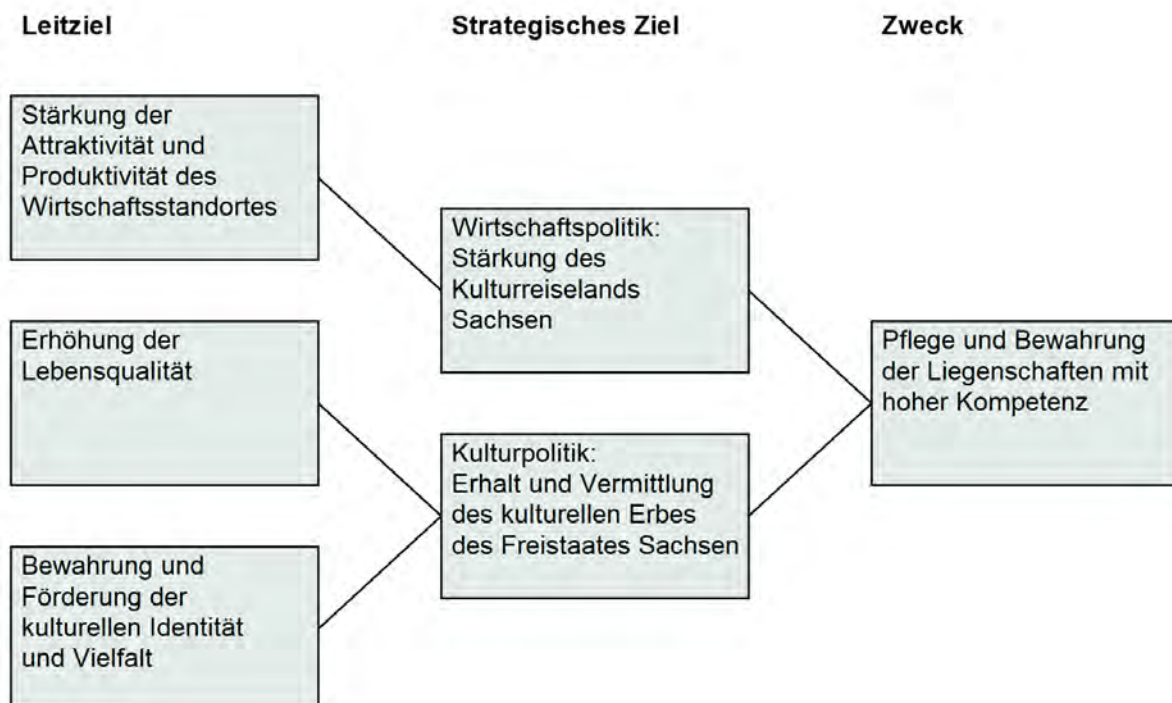 Leitziel
Strategisches Ziel
Zweck
Stärkung der
Attraktivität und
Produktivität des
Wirtschaftsstandortes
Erhöhung der
Lebensqualität
Bewahrung und
Förderung der
kulturellen Identität
und Vielfalt
Wirtschaftspolitik:
Stärkung des
Kulturreiselands
Sachsen
Kulturpolitik:
Erhalt und Vermittlung
des kulturellen Erbes
des Freistaates Sachsen
Pflege und Bewahrung
der Liegenschaften mit
hoher Kompetenz